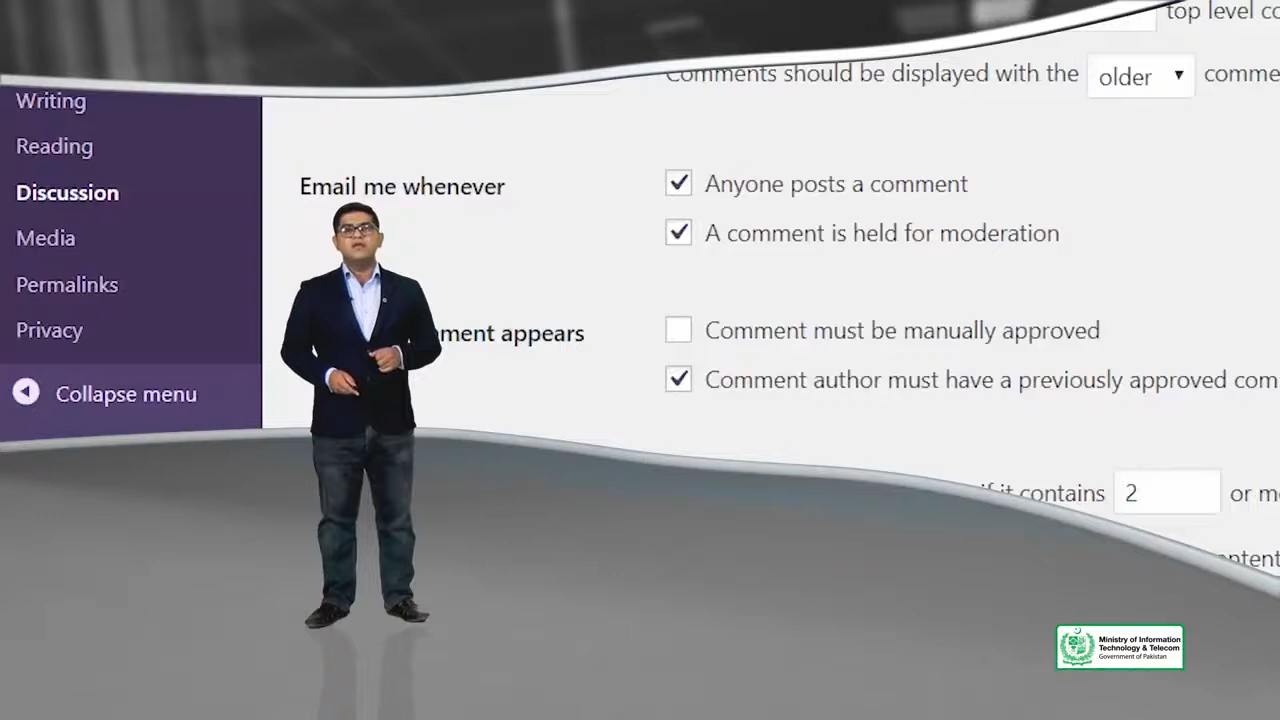 top level co
Comments should be displayed with the older comme
Writing
Reading
Discussion
Media
Permalinks
Privacy
Collapse menu
Email me whenever
Anyone posts a comment
A comment is held for moderation
ment appears
Comment must be manually approved
Comment author must have a previously approved com
if it contains 2 or mo
ntent
Ministry of Information
Technology & Telecom
Government of Pakistan